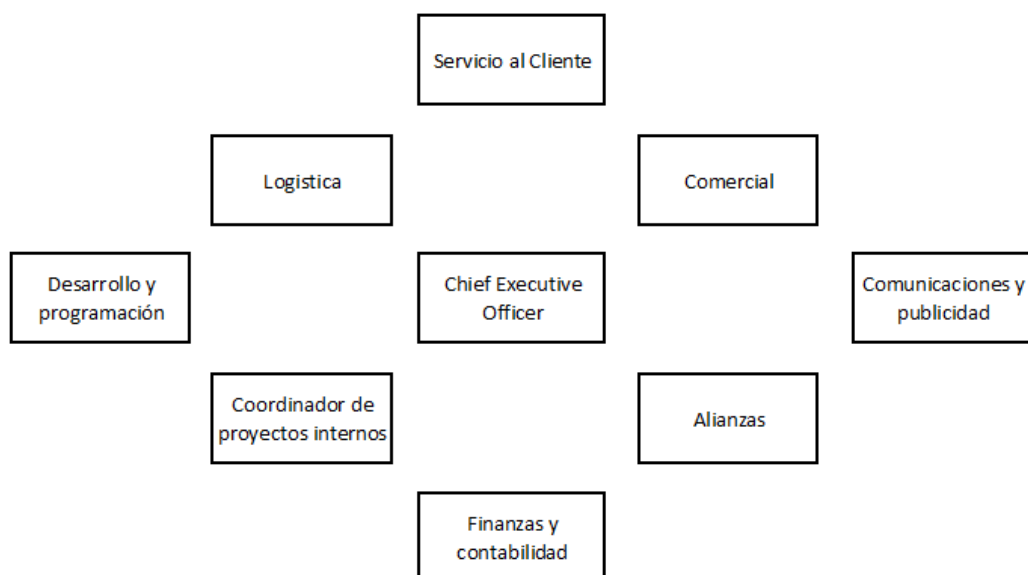 Servicio al Cliente
Logistica
Comercial
Desarrollo y
programación
Chief Executive
Officer
Comunicaciones y
publicidad
Coordinador de
proyectos internos
Alianzas
Finanzas y
contabilidad